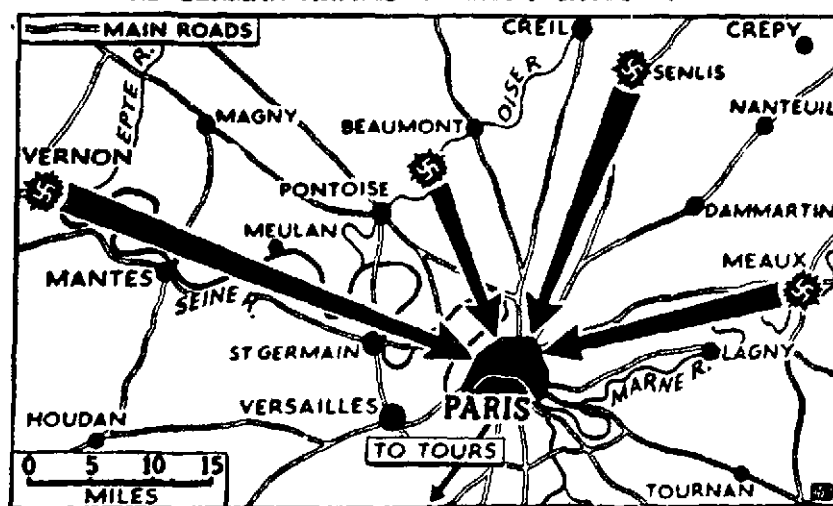 MAIN ROADS
CREIL
CREPY
EPTE R.
OISE R
SENLIS
MAGNY
BEAUMONT
NANTEUIL
VERNON
PONTOISE
DAMMARTIN
MEULAN
MEAUX
MANTES
SEINE R.
ST GERMAIN
LAGNY
MARNE R.
HOUDAN
VERSAILLES
PARIS
TO TOURS
0 5 10 15
MILES
TOURNAN